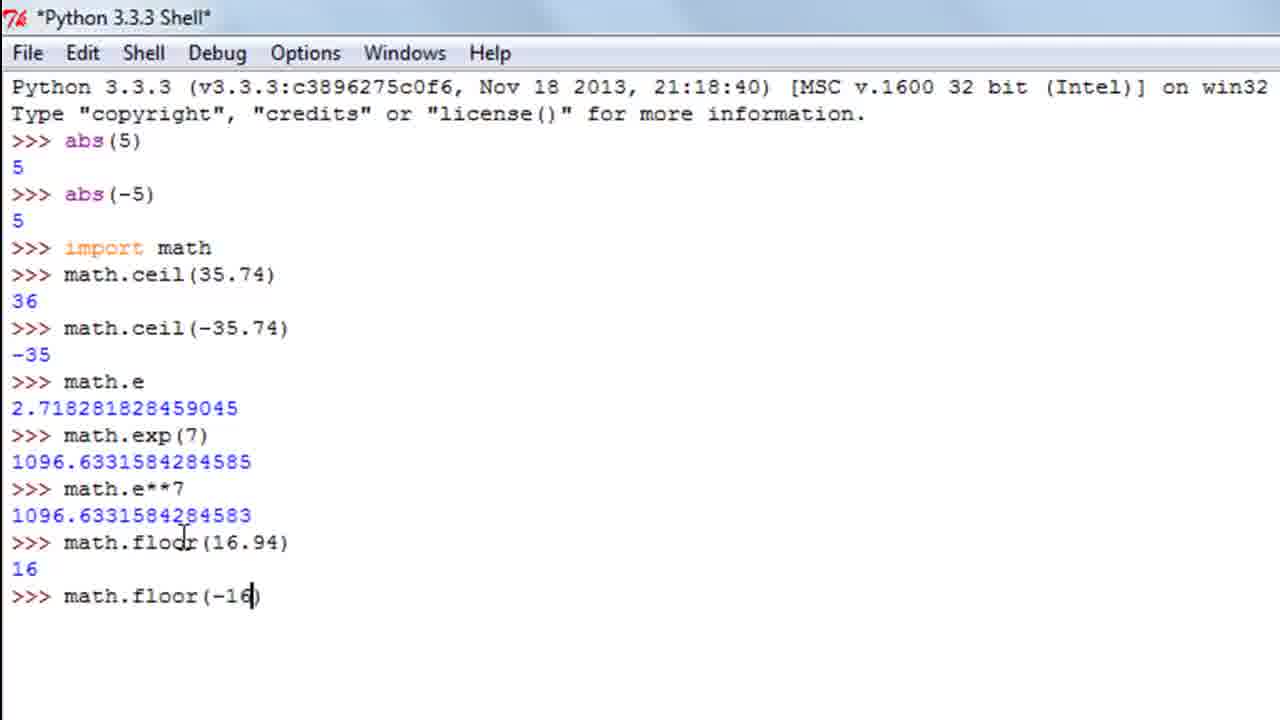 *Python 3.3.3 Shell*
File Edit Shell Debug Options Windows Help
Python 3.3.3 (v3.3.3:c3896275c0f6, Nov 18 2013, 21:18:40) [MSC v.1600 32 bit (Intel)] on win32
Type "copyright", "credits" or "license()" for more information.
>>> abs(5)
5
>>> abs(-5)
5
>>> import math
>>> math.ceil(35.74)
36
>>> math.ceil(-35.74)
-35
>>> math.e
2.718281828459045
>>> math.exp(7)
1096.6331584284585
>>> math.e**7
1096.6331584284583
>>> math.floor(16.94)
16
>>> math.floor(-16)